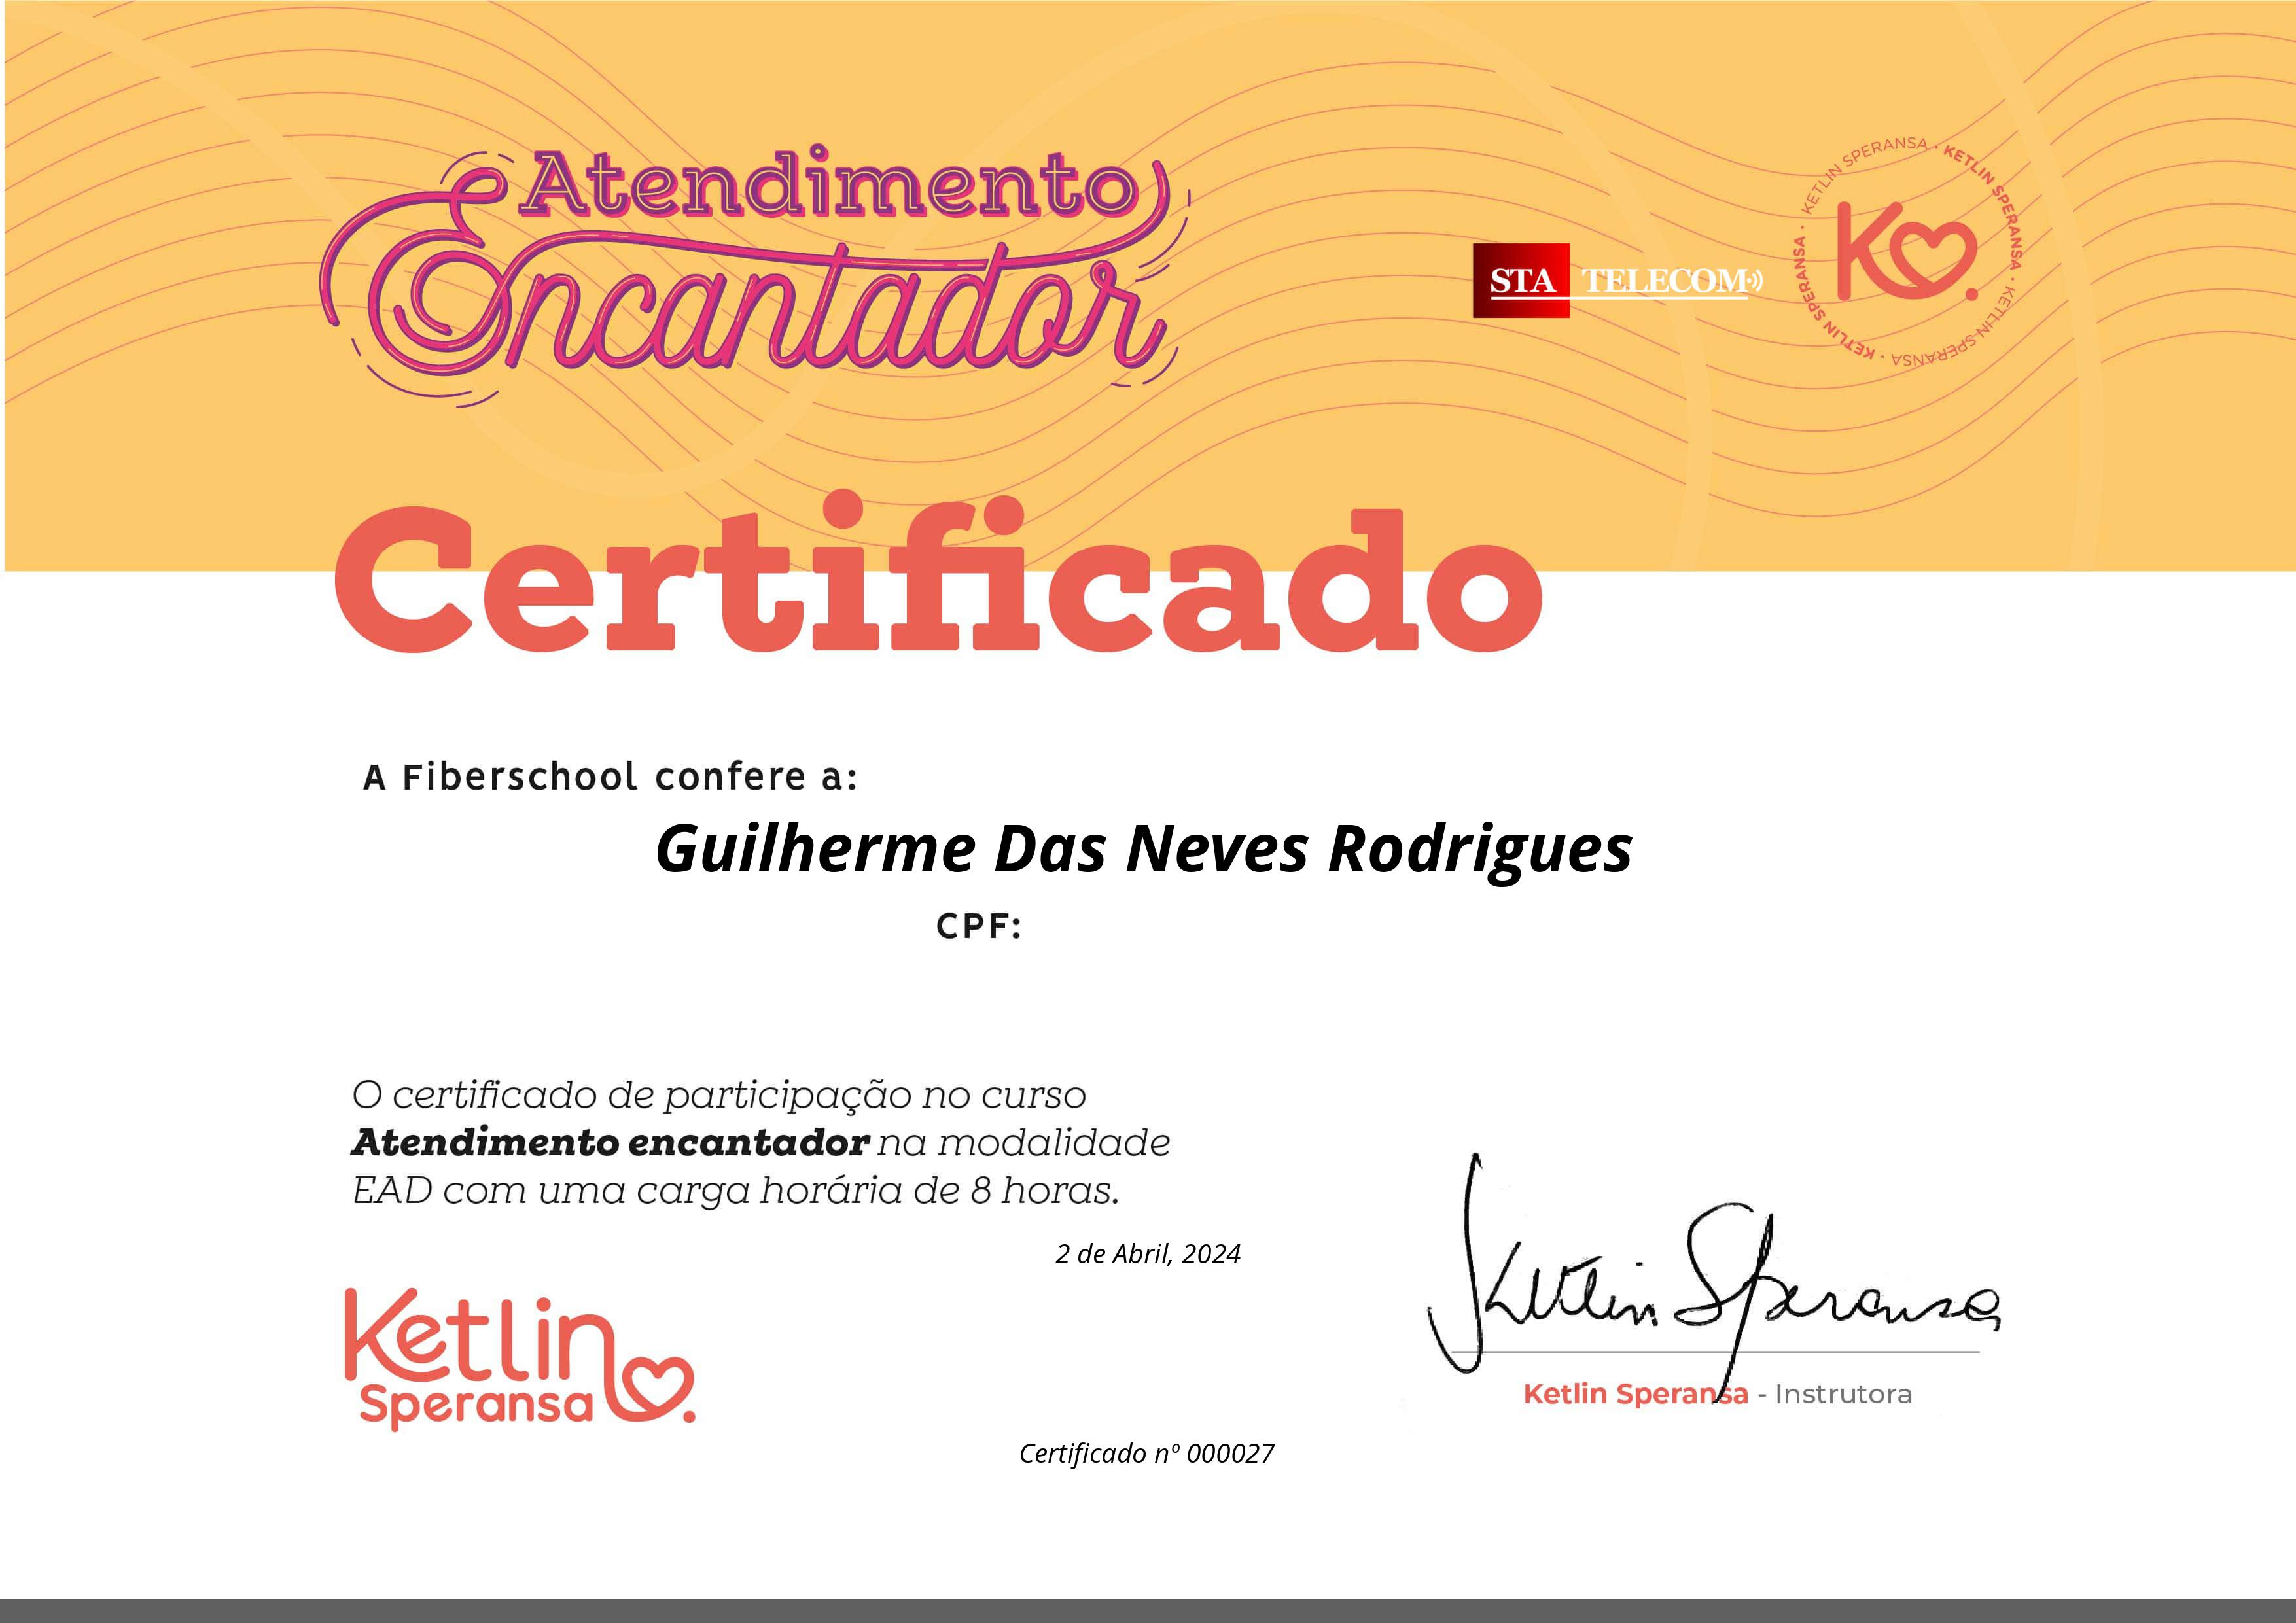 Atendimento
Encantador
STA TELECOM
KETLIN SPERANSA · KETLIN SPERANSA · KETLIN SPERANSA · KETLIN SPERANSA ·
K
Certificado
A Fiberschool confere a:
Guilherme Das Neves Rodrigues
CPF:
O certificado de participação no curso
Atendimento encantador na modalidade
EAD com uma carga horária de 8 horas.
2 de Abril, 2024
Ketlin Speransa
Ketlin
Speransa
Ketlin Speransa - Instrutora
Certificado nº 000027